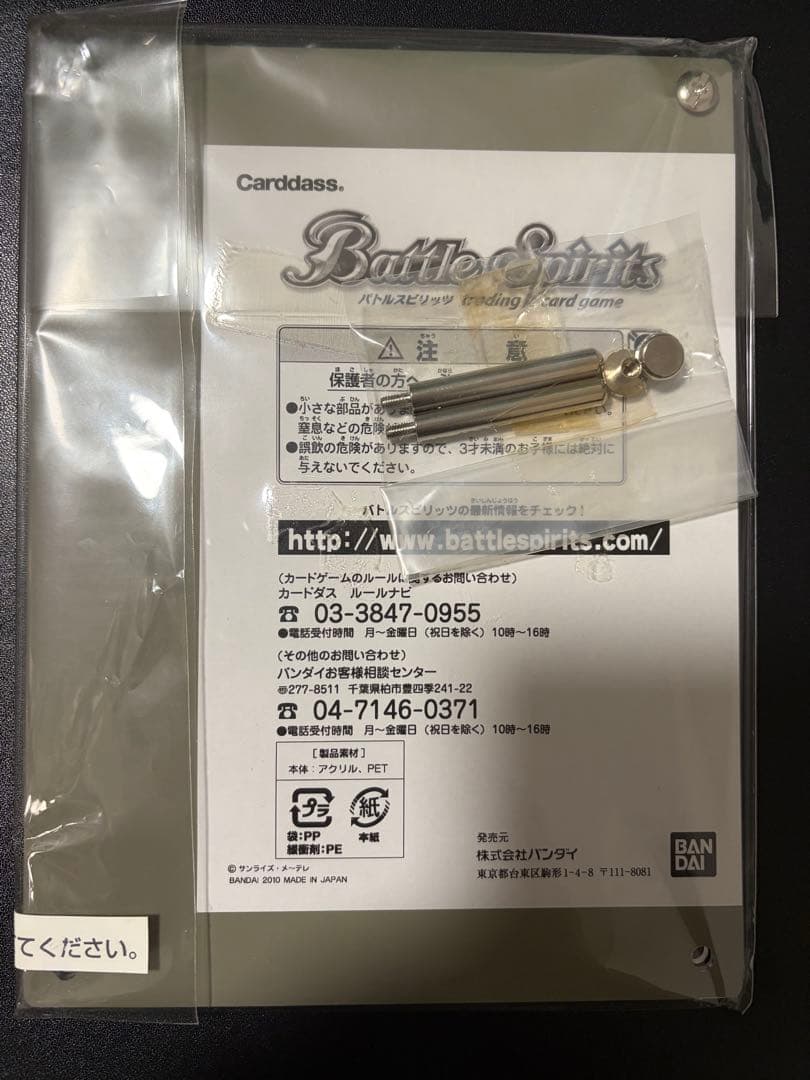 Carddass®
Battle Spirits
バトルスピリッツ trading card game
注 意
保護者の方へ
●小さな部品があ
窒息などの危険が さい。
●誤飲の危険がありますので、3才未満のお子様には絶対に
与えないでください。
バトルスピリッツの最新情報をチェック!
http://www.battlespirits.com/
(カードゲームのルールに関するお問い合わせ)
カードダス ルールナビ
☎ 03-3847-0955
●電話受付時間 月〜金曜日(祝日を除く)10時〜16時
(その他のお問い合わせ)
バンダイお客様相談センター
〠277-8511 千葉県柏市豊四季241-22
☎ 04-7146-0371
●電話受付時間 月〜金曜日(祝日を除く)10時〜16時
[製品素材]
本体:アクリル、PET
プラ 紙
袋:PP 本紙
緩衝剤:PE
発売元
株式会社バンダイ
東京都台東区駒形1-4-8 〒111-8081
BAN
DAI
©サンライズ・メ〜テレ
BANDAI 2010 MADE IN JAPAN
てください。